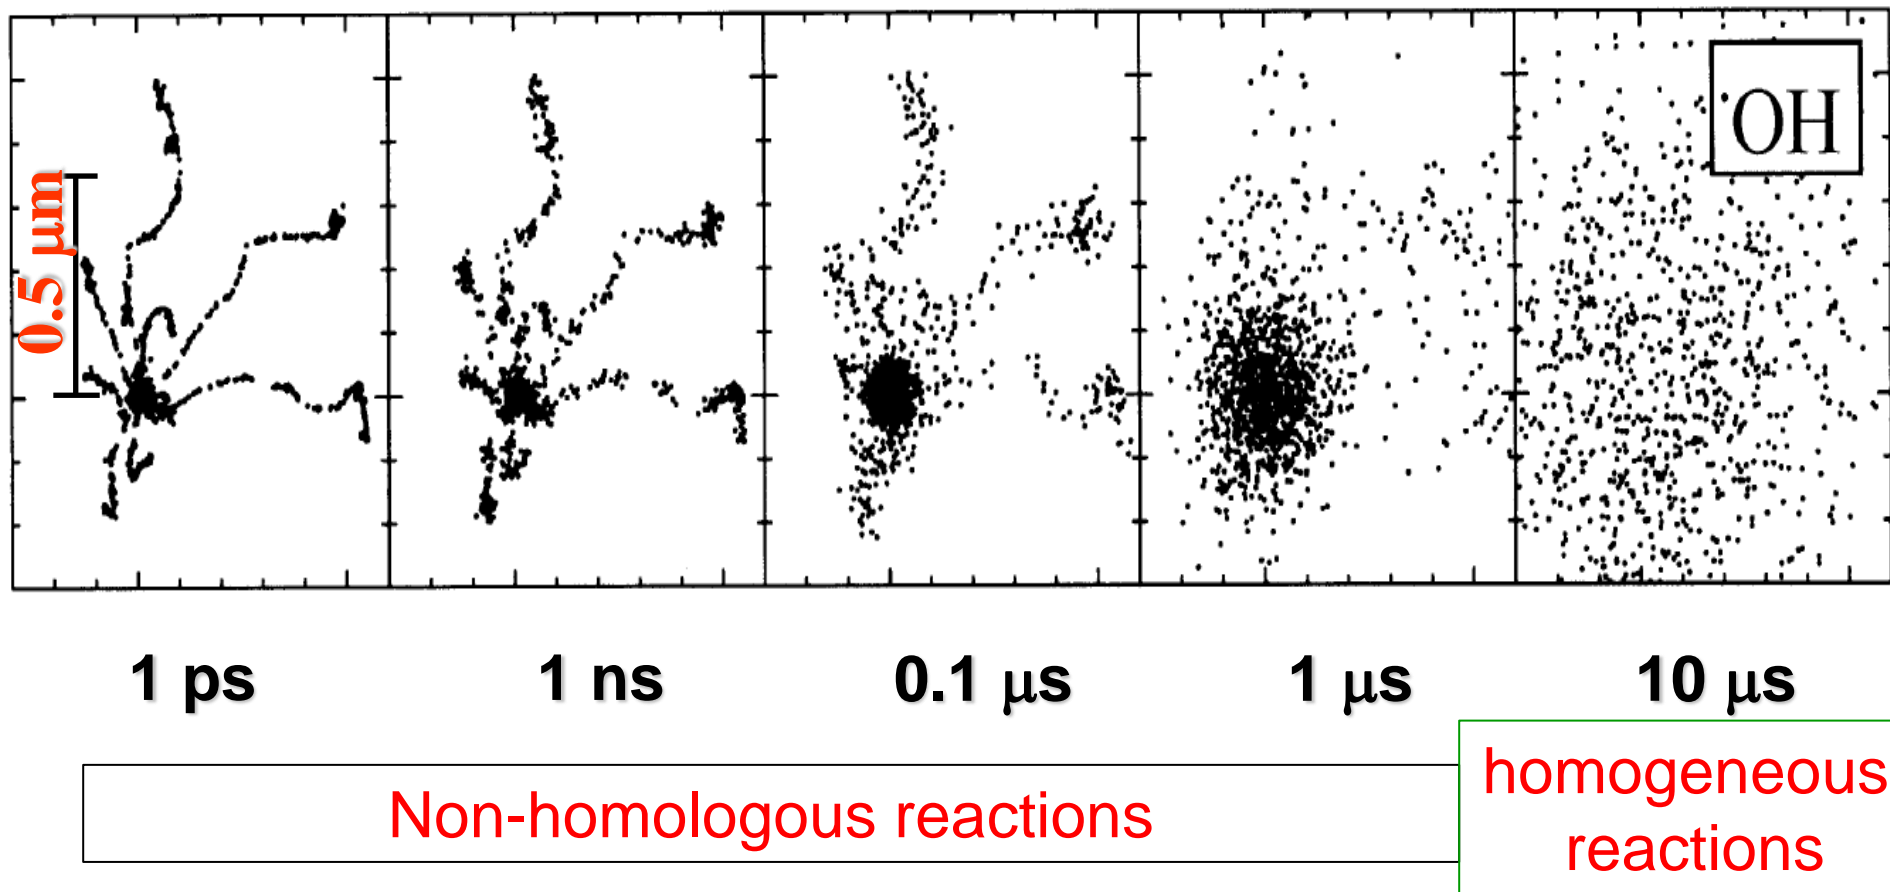 ·OH
0.5 μm
1 ps
1 ns
0.1 μs
1 μs
10 μs
Non-homologous reactions
homogeneous
reactions